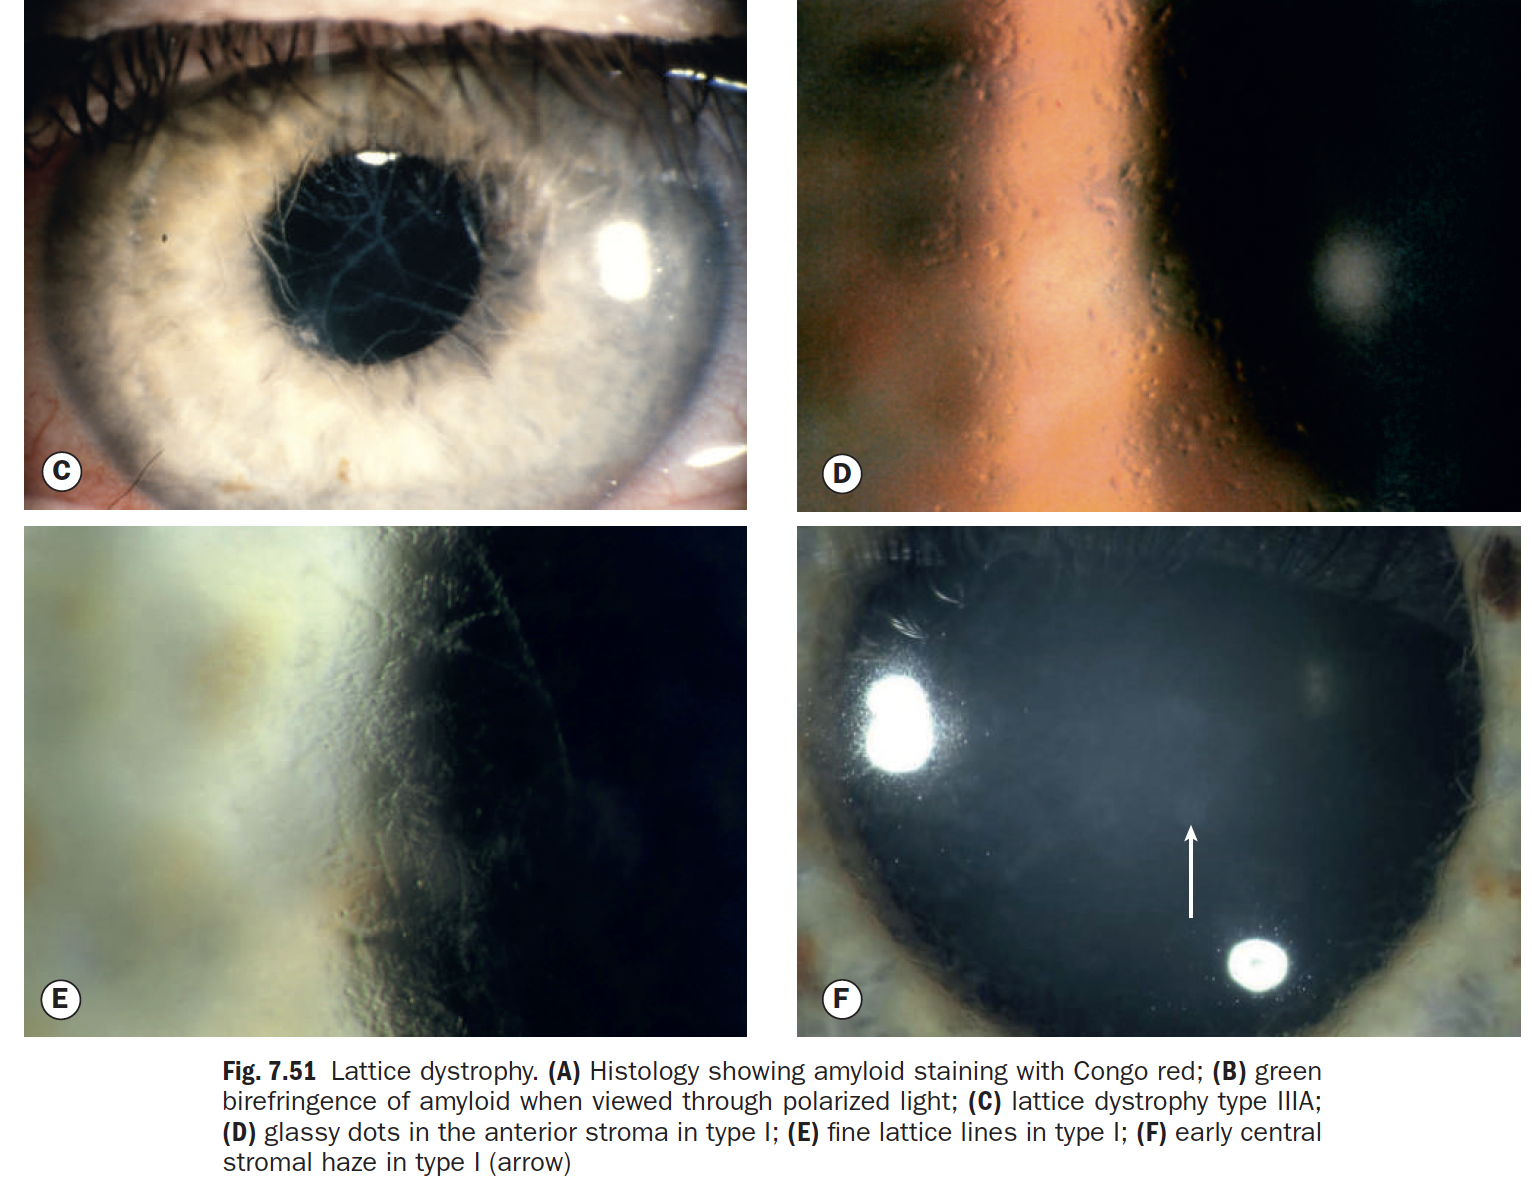 C
D
E
F
Fig. 7.51 Lattice dystrophy. (A) Histology showing amyloid staining with Congo red; (B) green
birefringence of amyloid when viewed through polarized light; (C) lattice dystrophy type IIIA;
(D) glassy dots in the anterior stroma in type I; (E) fine lattice lines in type I; (F) early central
stromal haze in type I (arrow)